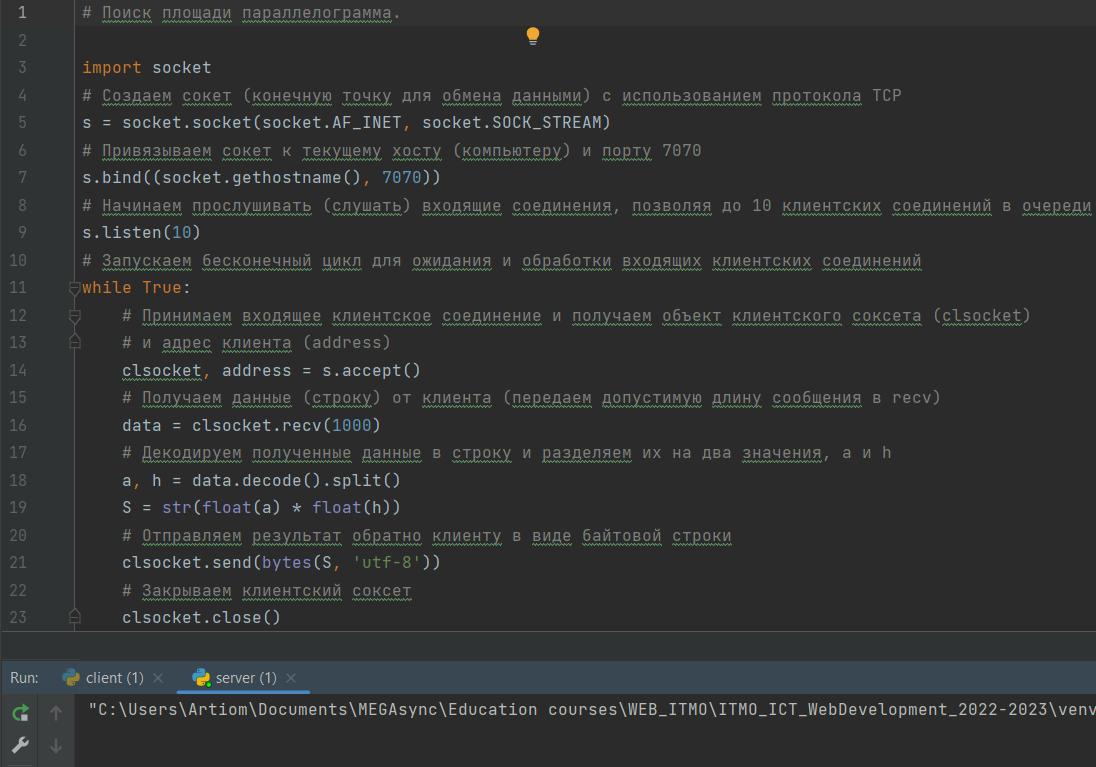 1 # Поиск площади параллелограмма.
2
3 import socket
4 # Создаем сокет (конечную точку для обмена данными) с использованием протокола TCP
5 s = socket.socket(socket.AF_INET, socket.SOCK_STREAM)
6 # Привязываем сокет к текущему хосту (компьютеру) и порту 7070
7 s.bind((socket.gethostname(), 7070))
8 # Начинаем прослушивать (слушать) входящие соединения, позволяя до 10 клиентских соединений в очереди
9 s.listen(10)
10 # Запускаем бесконечный цикл для ожидания и обработки входящих клиентских соединений
11 while True:
12 # Принимаем входящее клиентское соединение и получаем объект клиентского соксета (clsocket)
13 # и адрес клиента (address)
14 clsocket, address = s.accept()
15 # Получаем данные (строку) от клиента (передаем допустимую длину сообщения в recv)
16 data = clsocket.recv(1000)
17 # Декодируем полученные данные в строку и разделяем их на два значения, a и h
18 a, h = data.decode().split()
19 S = str(float(a) * float(h))
20 # Отправляем результат обратно клиенту в виде байтовой строки
21 clsocket.send(bytes(S, 'utf-8'))
22 # Закрываем клиентский соксет
23 clsocket.close()
Run: client (1) server (1)
"C:\Users\Artiom\Documents\MEGAsync\Education courses\WEB_ITMO\ITMO_ICT_WebDevelopment_2022-2023\venv